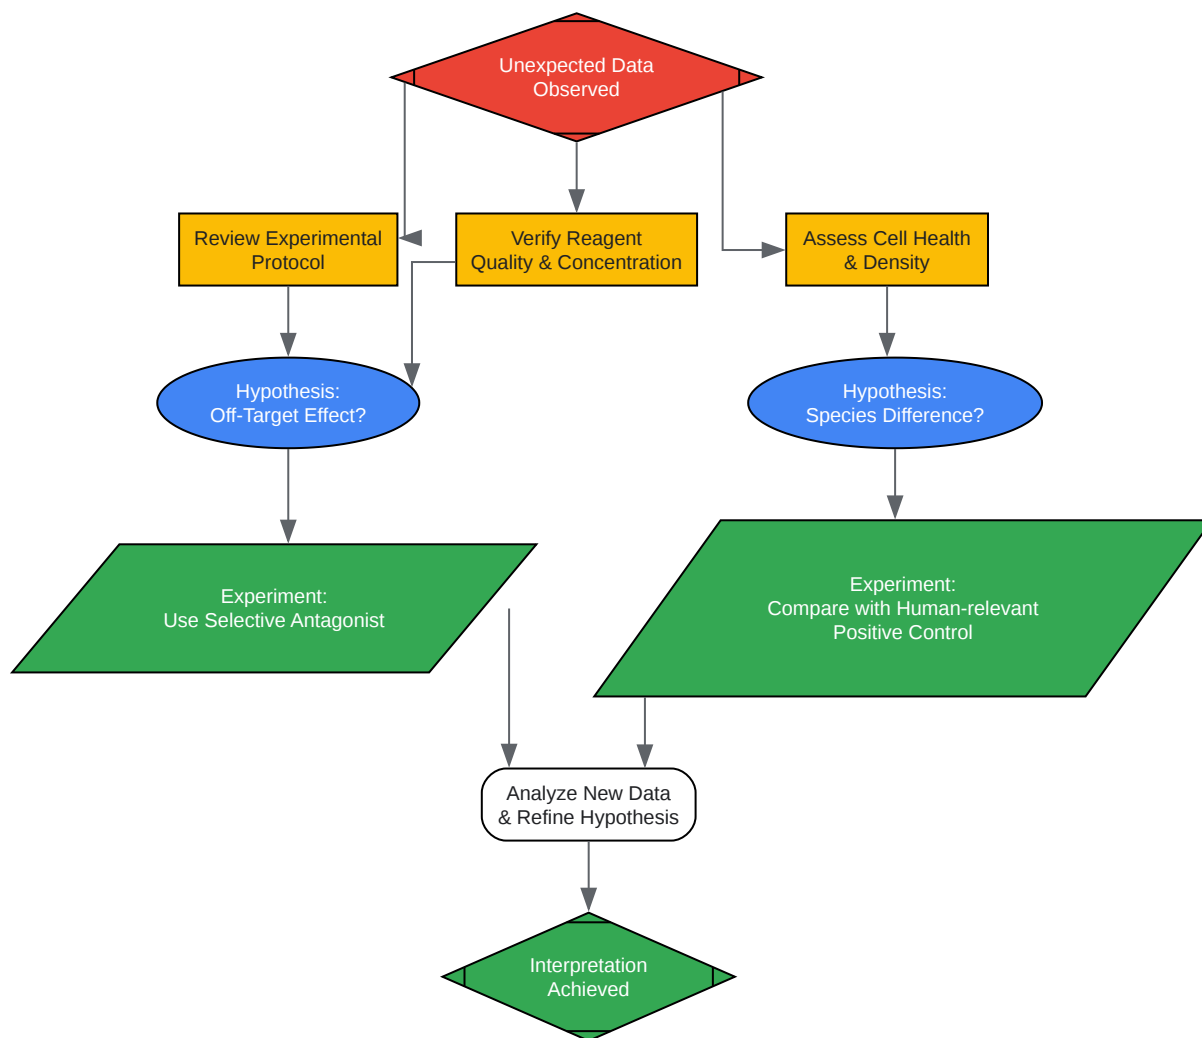 Unexpected Data
Observed
Review Experimental
Protocol
Verify Reagent
Quality & Concentration
Assess Cell Health
& Density
Hypothesis:
Off-Target Effect?
Hypothesis:
Species Difference?
Experiment:
Use Selective Antagonist
Experiment:
Compare with Human-relevant
Positive Control
Analyze New Data
& Refine Hypothesis
Interpretation
Achieved